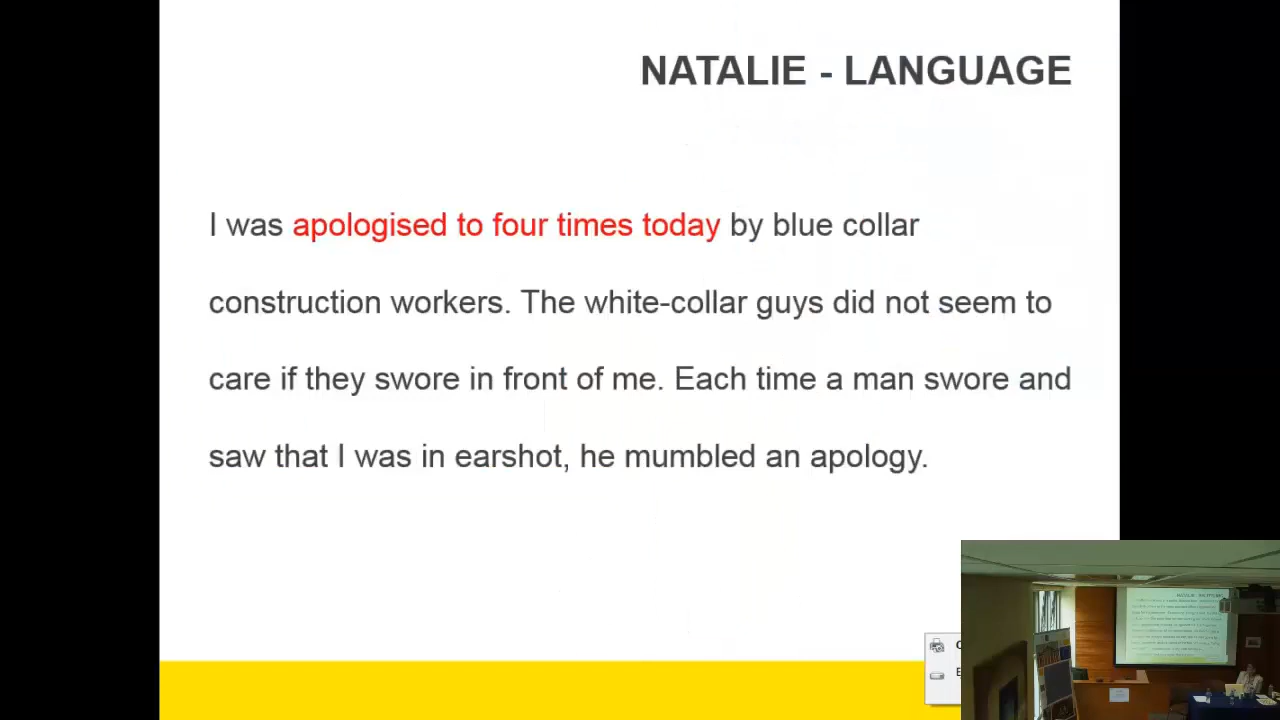 NATALIE - LANGUAGE
I was apologised to four times today by blue collar
construction workers. The white-collar guys did not seem to
care if they swore in front of me. Each time a man swore and
saw that I was in earshot, he mumbled an apology.